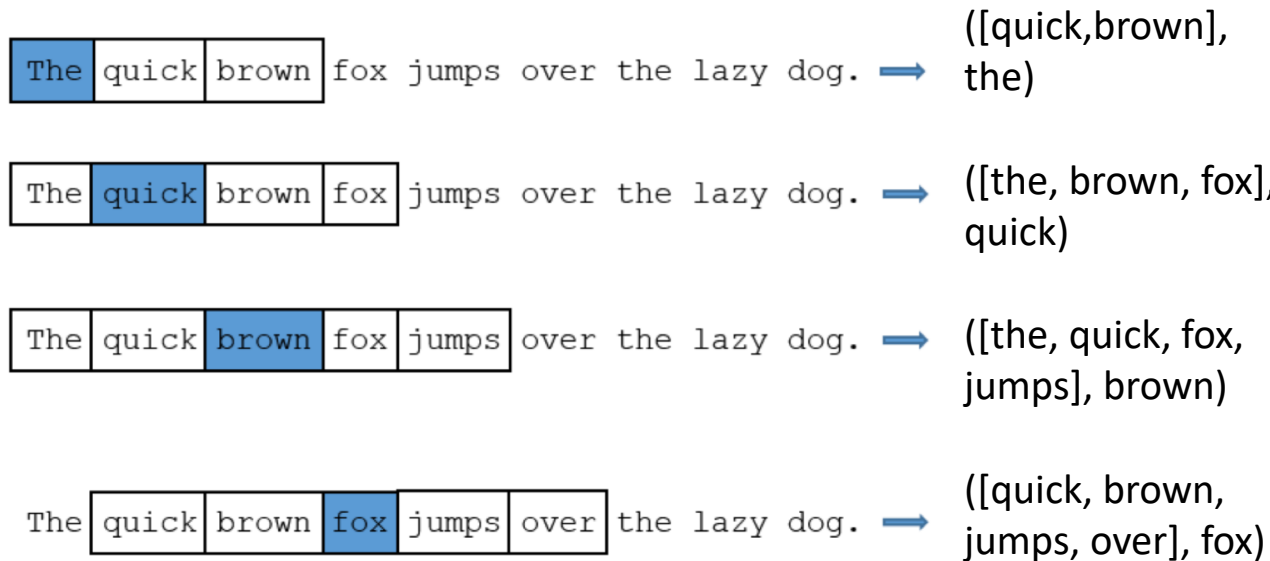 The quick brown fox jumps over the lazy dog. ([quick,brown],
the)
The quick brown fox jumps over the lazy dog. ([the, brown, fox],
quick)
The quick brown fox jumps over the lazy dog. ([the, quick, fox,
jumps], brown)
The quick brown fox jumps over the lazy dog. ([quick, brown,
jumps, over], fox)